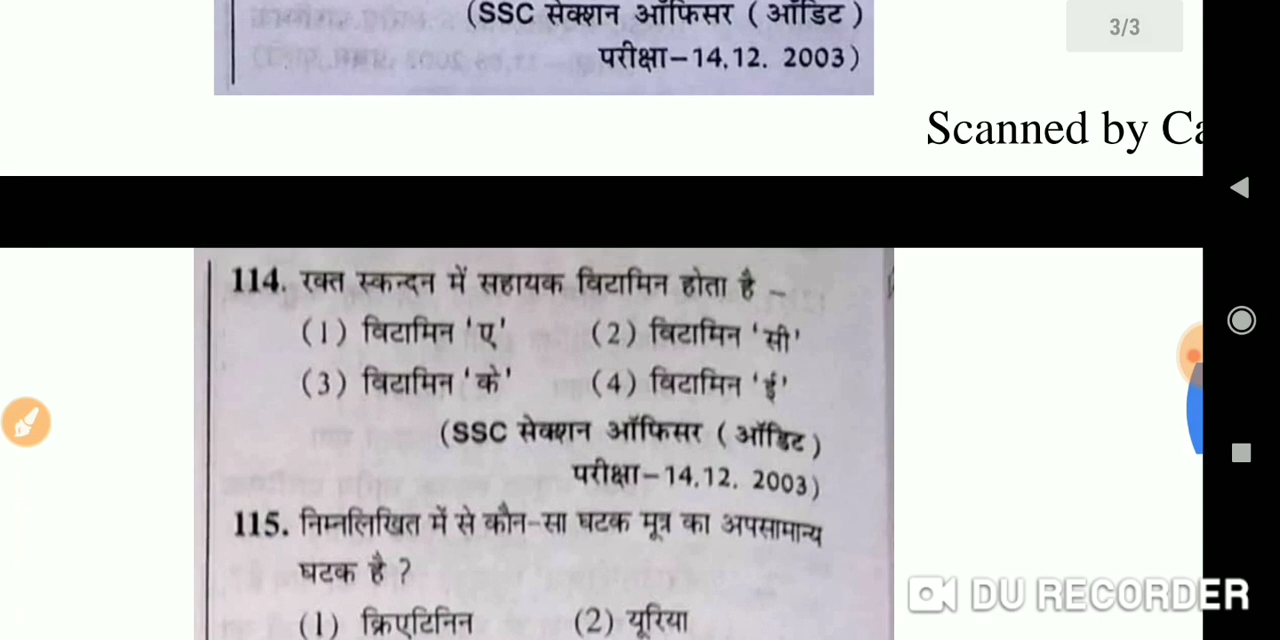 (SSC सेक्शन ऑफिसर (ऑडिट)
परीक्षा–14.12. 2003)
3/3
Scanned by Ca
114. रक्त स्कन्दन में सहायक विटामिन होता है –
(1) विटामिन 'ए' (2) विटामिन 'सी'
(3) विटामिन 'के' (4) विटामिन 'ई'
(SSC सेक्शन ऑफिसर (ऑडिट)
परीक्षा–14.12. 2003)
115. निम्नलिखित में से कौन-सा घटक मूत्र का अपसामान्य
घटक है ?
(1) क्रिएटिनिन (2) यूरिया
DU RECORDER